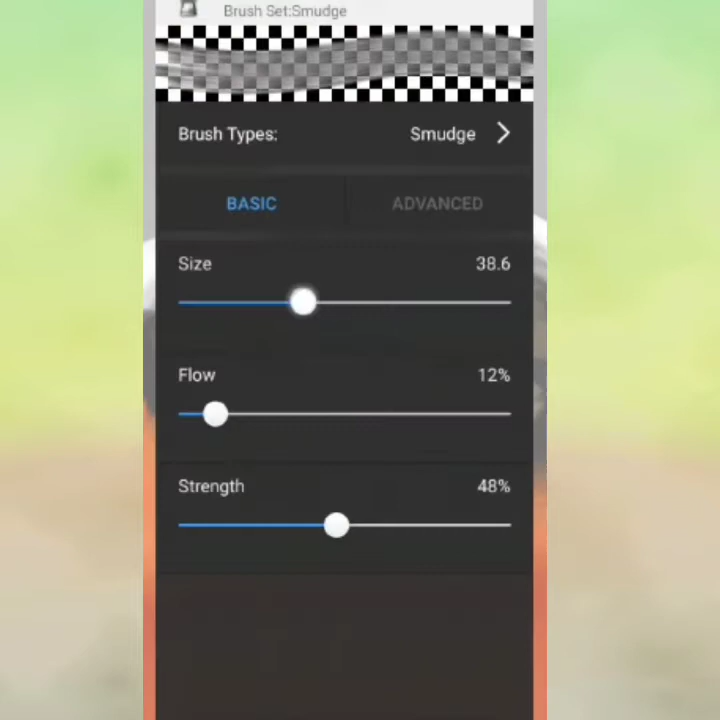 Brush Set:Smudge
Brush Types: Smudge
BASIC ADVANCED
Size 38.6
Flow 12%
Strength 48%